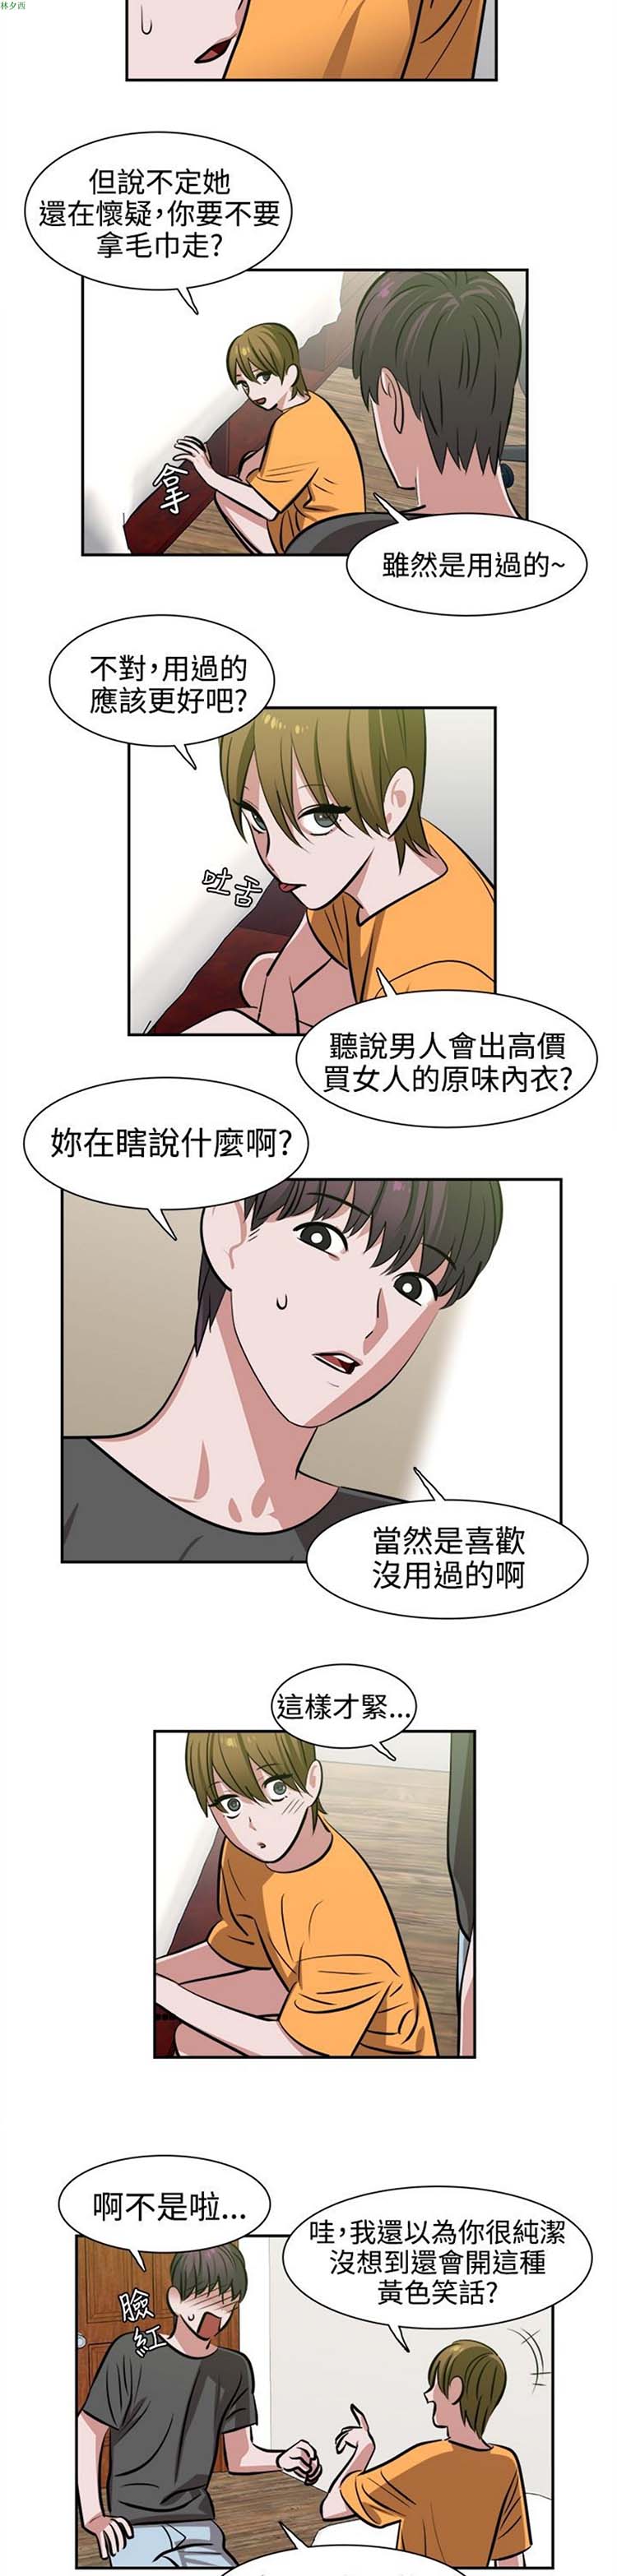 林夕西
但說不定她
還在懷疑，你要不要
拿毛巾走?
拿
雖然是用過的~
不對，用過的
應該更好吧?
吐舌
聽說男人會出高價
買女人的原味內衣?
妳在瞎說什麼啊?
當然是喜歡
沒用過的啊
這樣才緊...
啊不是啦...
哇，我還以為你很純潔
沒想到還會開這種
黃色笑話?
臉
紅